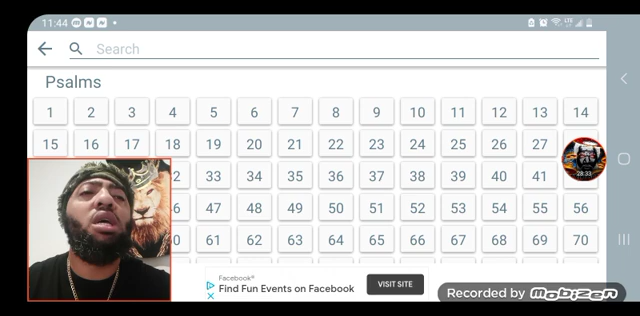 11:44
Search
Psalms
1 2 3 4 5 6 7 8 9 10 11 12 13 14
15 16 17 18 19 20 21 22 23 24 25 26 27
33 34 35 36 37 38 39 40 41
28:33
47 48 49 50 51 52 53 54 55 56
61 62 63 64 65 66 67 68 69 70
Facebook®
Find Fun Events on Facebook
VISIT SITE
Recorded by Mobizen